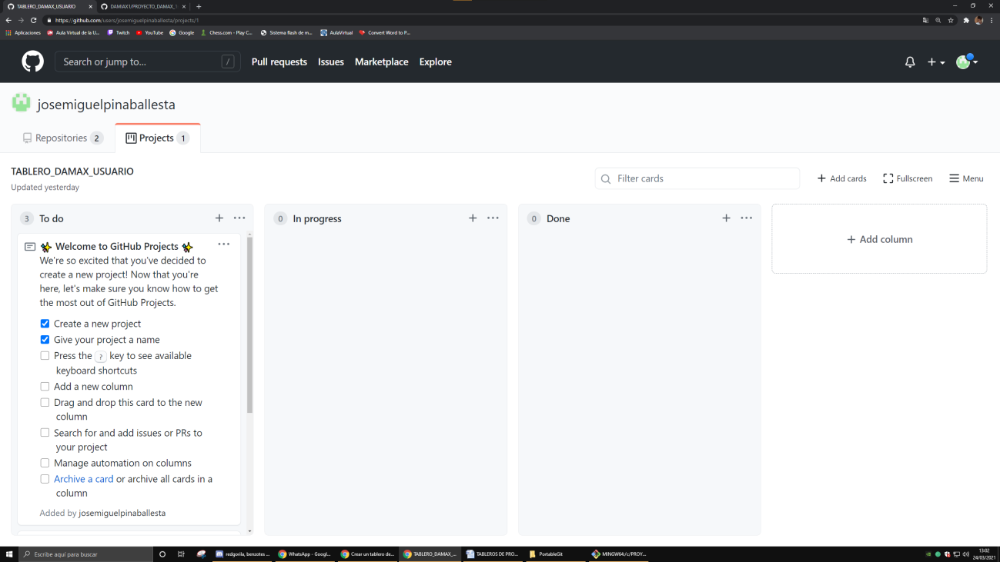 TABLERO_DAMAX_USUARIO
DAMIAX1/PROYECTO_DAMAX_
https://github.com/users/josemiguelpinaballesta/projects/1
Aplicaciones
Aula Virtual de la U...
Twitch
YouTube
Google
Chess.com - Play C...
Sistema flash de m...
AulaVirtual
Convert Word to P...
Search or jump to...
/
Pull requests
Issues
Marketplace
Explore
josemiguelpinaballesta
Repositories 2
Projects 1
TABLERO_DAMAX_USUARIO
Updated yesterday
Filter cards
Add cards
Fullscreen
Menu
3 To do
0 In progress
0 Done
Add column
✨ Welcome to GitHub Projects ✨
We're so excited that you've decided to
create a new project! Now that you're
here, let's make sure you know how to get
the most out of GitHub Projects.
Create a new project
Give your project a name
Press the ? key to see available
keyboard shortcuts
Add a new column
Drag and drop this card to the new
column
Search for and add issues or PRs to
your project
Manage automation on columns
Archive a card or archive all cards in a
column
Added by josemiguelpinaballesta
Escribe aquí para buscar
redgorila, benzotes ...
WhatsApp - Googl...
Crear un tablero de...
TABLERO_DAMAX_...
TABLEROS DE PRO...
PortableGit
MINGW64:/c/PROY...
13:02
24/03/2021